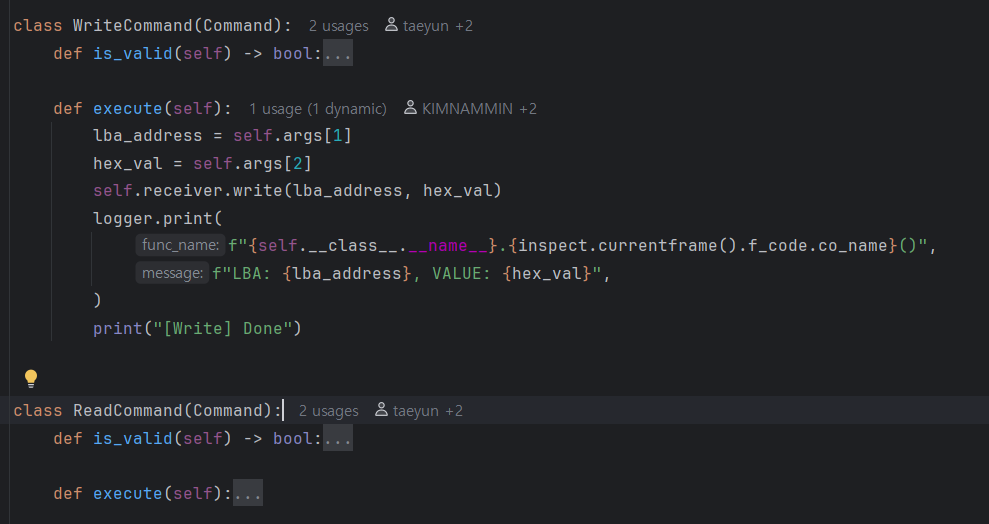 class WriteCommand(Command): 2 usages taeyun +2
    def is_valid(self) -> bool:...
    def execute(self): 1 usage (1 dynamic) KIMNAMMIN +2
        lba_address = self.args[1]
        hex_val = self.args[2]
        self.receiver.write(lba_address, hex_val)
        logger.print(
            func_name: f"{self.__class__.__name__}.{inspect.currentframe().f_code.co_name}()",
            message: f"LBA: {lba_address}, VALUE: {hex_val}",
        )
        print("[Write] Done")
class ReadCommand(Command): 2 usages taeyun +2
    def is_valid(self) -> bool:...
    def execute(self):...